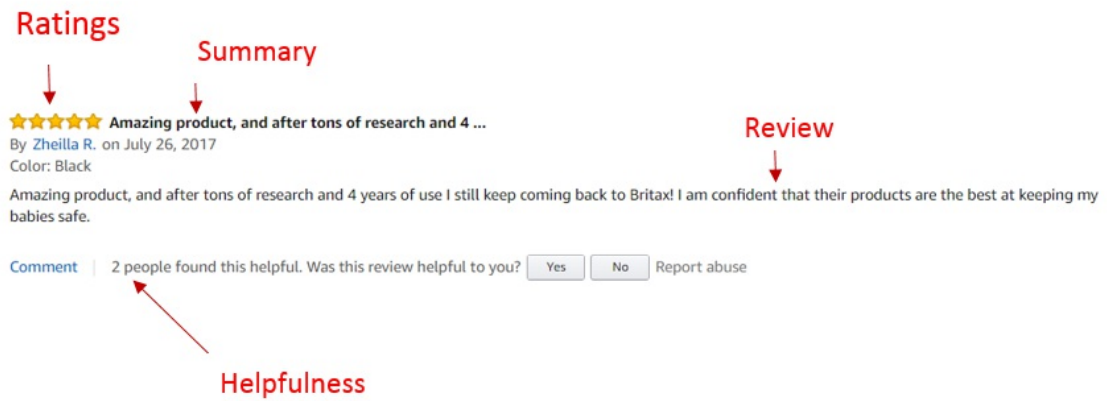 Ratings
Summary
Amazing product, and after tons of research and 4 ...
By Zheilla R. on July 26, 2017
Review
Color: Black
Amazing product, and after tons of research and 4 years of use I still keep coming back to Britax! I am confident that their products are the best at keeping my
babies safe.
Comment 2 people found this helpful. Was this review helpful to you? Yes No Report abuse
Helpfulness